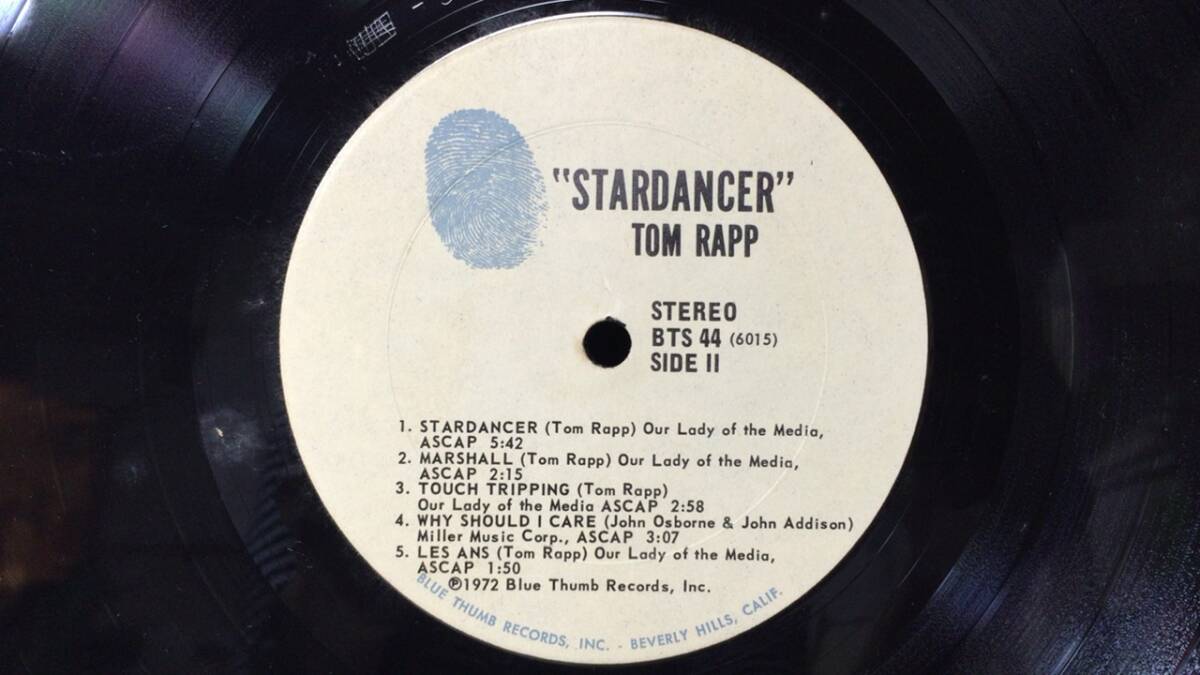 "STARDANCER"
TOM RAPP
STEREO
BTS 44 (6015)
SIDE II
1. STARDANCER (Tom Rapp) Our Lady of the Media,
ASCAP 5:42
2. MARSHALL (Tom Rapp) Our Lady of the Media,
ASCAP 2:15
3. TOUCH TRIPPING (Tom Rapp)
Our Lady of the Media ASCAP 2:58
4. WHY SHOULD I CARE (John Osborne & John Addison)
Miller Music Corp., ASCAP 3:07
5. LES ANS (Tom Rapp) Our Lady of the Media,
ASCAP 1:50
℗1972 Blue Thumb Records, Inc.
BLUE THUMB RECORDS, INC. - BEVERLY HILLS, CALIF.